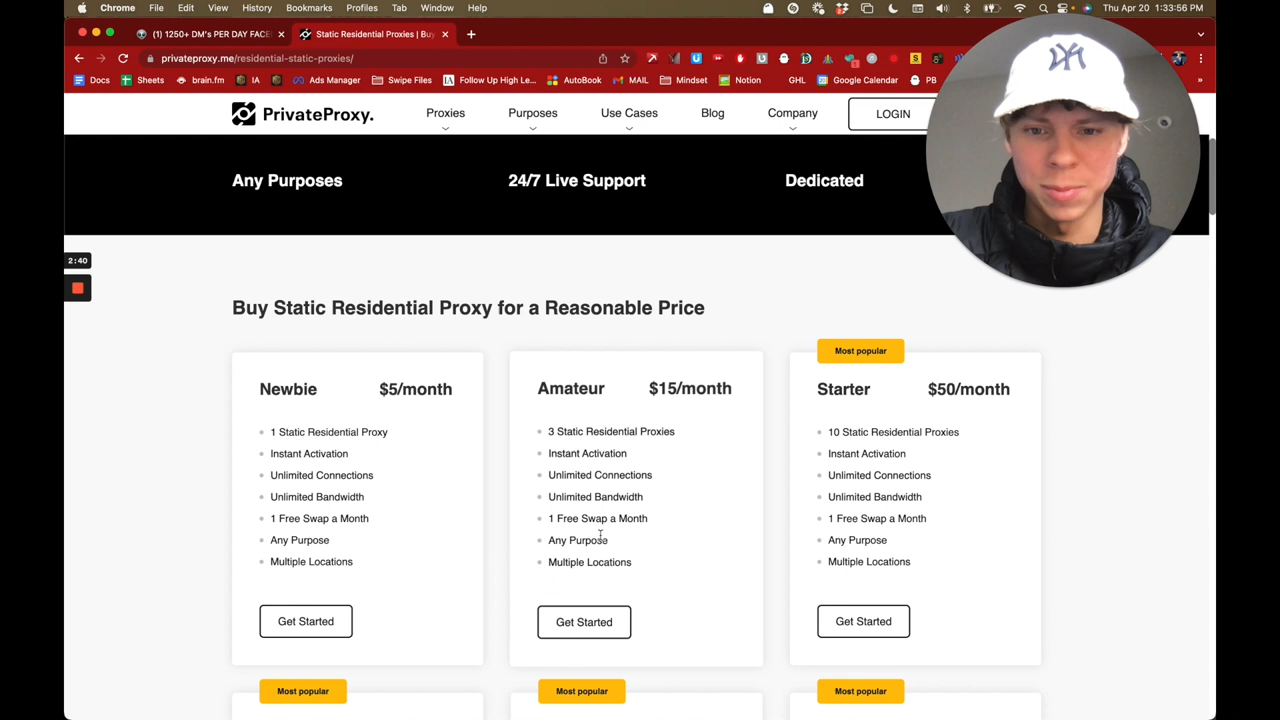 Chrome File Edit View History Bookmarks Profiles Tab Window Help Thu Apr 20 1:33:56 PM
(1) 1250+ DM's PER DAY FACE
Static Residential Proxies | Buy
privateproxy.me/residential-static-proxies/
Docs Sheets brain.fm IA Ads Manager Swipe Files Follow Up High Le... AutoBook MAIL Mindset Notion GHL Google Calendar PB
PrivateProxy. Proxies Purposes Use Cases Blog Company LOGIN
Any Purposes 24/7 Live Support Dedicated
2:40
Buy Static Residential Proxy for a Reasonable Price
Most popular
Newbie $5/month
1 Static Residential Proxy
Instant Activation
Unlimited Connections
Unlimited Bandwidth
1 Free Swap a Month
Any Purpose
Multiple Locations
Get Started
Amateur $15/month
3 Static Residential Proxies
Instant Activation
Unlimited Connections
Unlimited Bandwidth
1 Free Swap a Month
Any Purpose
Multiple Locations
Get Started
Starter $50/month
10 Static Residential Proxies
Instant Activation
Unlimited Connections
Unlimited Bandwidth
1 Free Swap a Month
Any Purpose
Multiple Locations
Get Started
Most popular
Most popular
Most popular